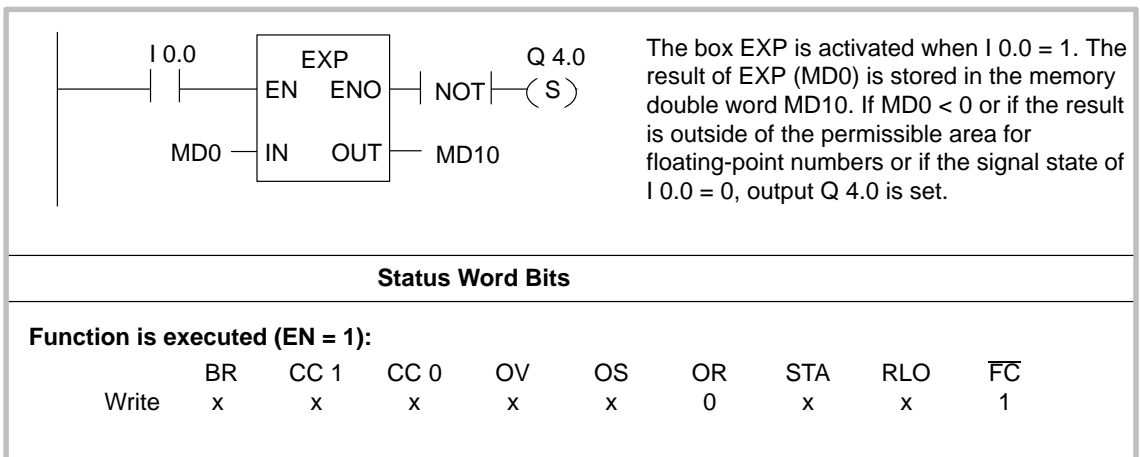 I 0.0
EXP
Q 4.0
EN ENO
NOT
( S )
MD0
IN OUT
MD10
The box EXP is activated when I 0.0 = 1. The
result of EXP (MD0) is stored in the memory
double word MD10. If MD0 < 0 or if the result
is outside of the permissible area for
floating-point numbers or if the signal state of
I 0.0 = 0, output Q 4.0 is set.
Status Word Bits
Function is executed (EN = 1):
BR CC 1 CC 0 OV OS OR STA RLO F̅C̅
Write x x x x x 0 x x 1